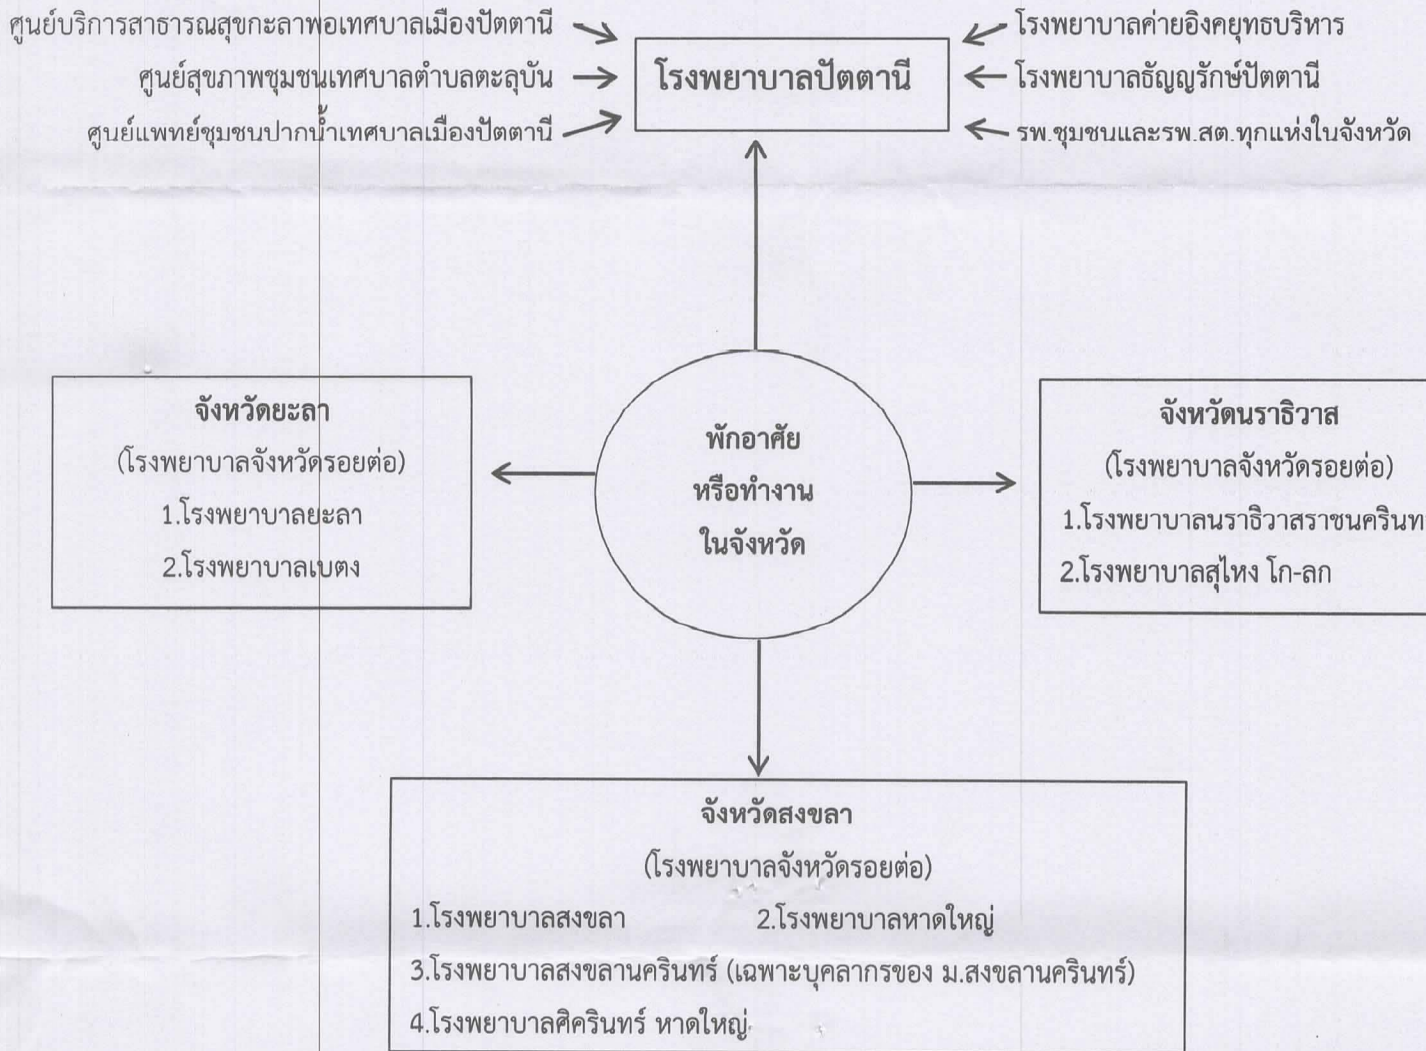 ศูนย์บริการสาธารณสุขกะลาพอเทศบาลเมืองปัตตานี
ศูนย์สุขภาพชุมชนเทศบาลตำบลตะลุบัน
ศูนย์แพทย์ชุมชนปากน้ำเทศบาลเมืองปัตตานี
โรงพยาบาลปัตตานี
โรงพยาบาลค่ายอิงคยุทธบริหาร
โรงพยาบาลธัญญรักษ์ปัตตานี
รพ.ชุมชนและรพ.สต.ทุกแห่งในจังหวัด
จังหวัดยะลา
(โรงพยาบาลจังหวัดรอยต่อ)
1.โรงพยาบาลยะลา
2.โรงพยาบาลเบตง
พักอาศัย
หรือทำงาน
ในจังหวัด
จังหวัดนราธิวาส
(โรงพยาบาลจังหวัดรอยต่อ)
1.โรงพยาบาลนราธิวาสราชนครินท
2.โรงพยาบาลสุไหง โก-ลก
จังหวัดสงขลา
(โรงพยาบาลจังหวัดรอยต่อ)
1.โรงพยาบาลสงขลา 2.โรงพยาบาลหาดใหญ่
3.โรงพยาบาลสงขลานครินทร์ (เฉพาะบุคลากรของ ม.สงขลานครินทร์)
4.โรงพยาบาลศิครินทร์ หาดใหญ่